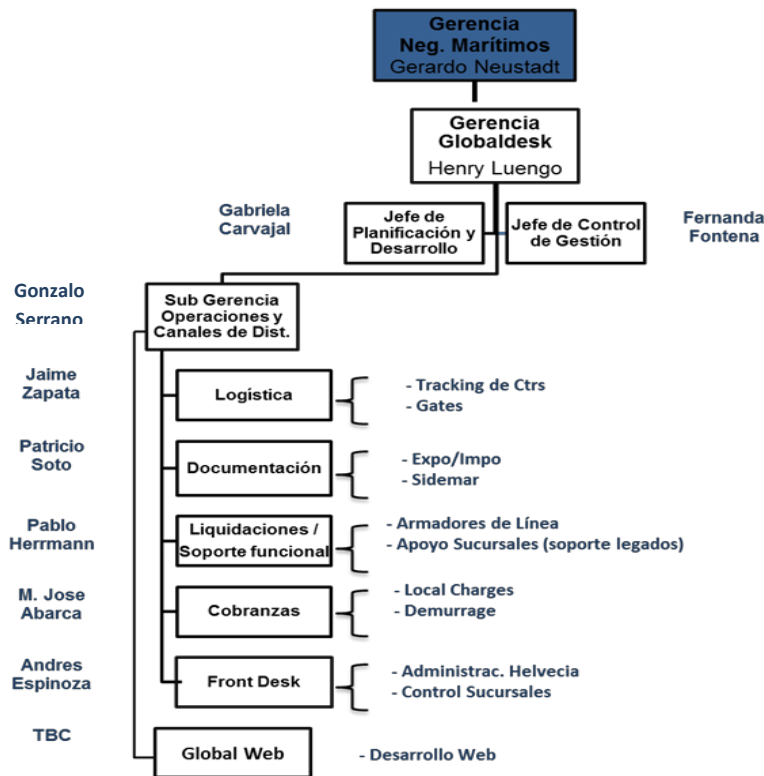 Gerencia
Neg. Marítimos
Gerardo Neustadt
Gerencia
Globaldesk
Henry Luengo
Gabriela
Carvajal
Jefe de
Planificación y
Desarrollo
Jefe de Control
de Gestión
Fernanda
Fontena
Gonzalo
Serrano
Sub Gerencia
Operaciones y
Canales de Dist.
Jaime
Zapata
Logística
- Tracking de Ctrs
- Gates
Patricio
Soto
Documentación
- Expo/Impo
- Sidemar
Pablo
Herrmann
Liquidaciones /
Soporte funcional
- Armadores de Línea
- Apoyo Sucursales (soporte legados)
M. Jose
Abarca
Cobranzas
- Local Charges
- Demurrage
Andres
Espinoza
Front Desk
- Administrac. Helvecia
- Control Sucursales
TBC
Global Web
- Desarrollo Web